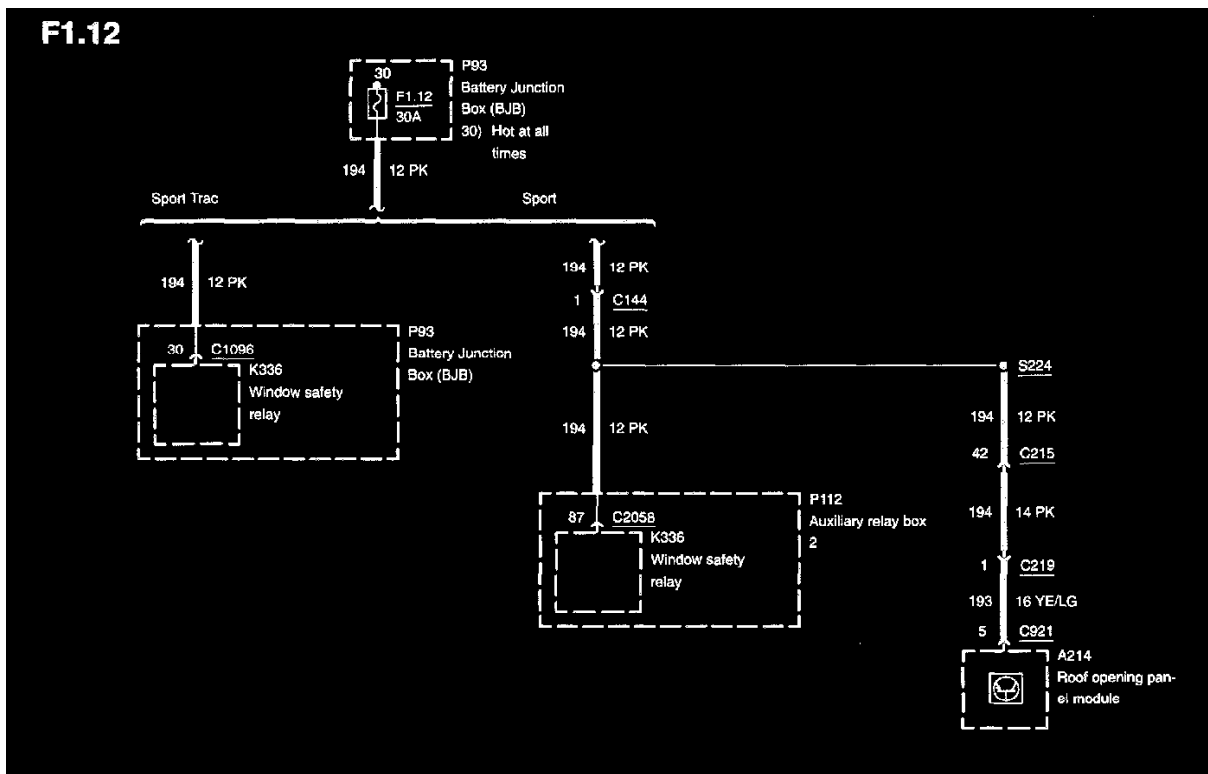 F1.12
30
F1.12
30A
P93
Battery Junction
Box (BJB)
30) Hot at all
times
194 12 PK
Sport Trac
Sport
194 12 PK
194 12 PK
1 C144
194 12 PK
30 C1096
P93
Battery Junction
Box (BJB)
K336
Window safety
relay
S224
194 12 PK
194 12 PK
42 C215
87 C2058
P112
Auxiliary relay box
2
K336
Window safety
relay
194 14 PK
1 C219
193 16 YE/LG
5 C921
A214
Roof opening pan-
el module